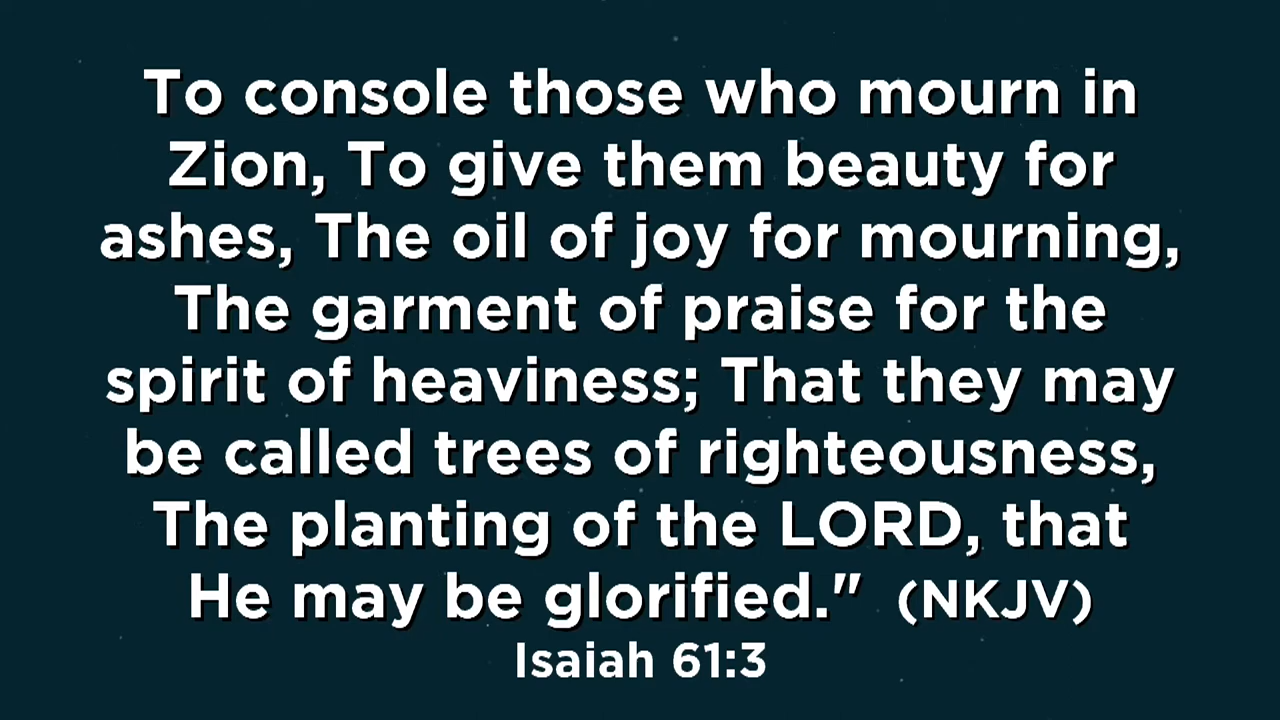 To console those who mourn in
Zion, To give them beauty for
ashes, The oil of joy for mourning,
The garment of praise for the
spirit of heaviness; That they may
be called trees of righteousness,
The planting of the LORD, that
He may be glorified." (NKJV)
Isaiah 61:3